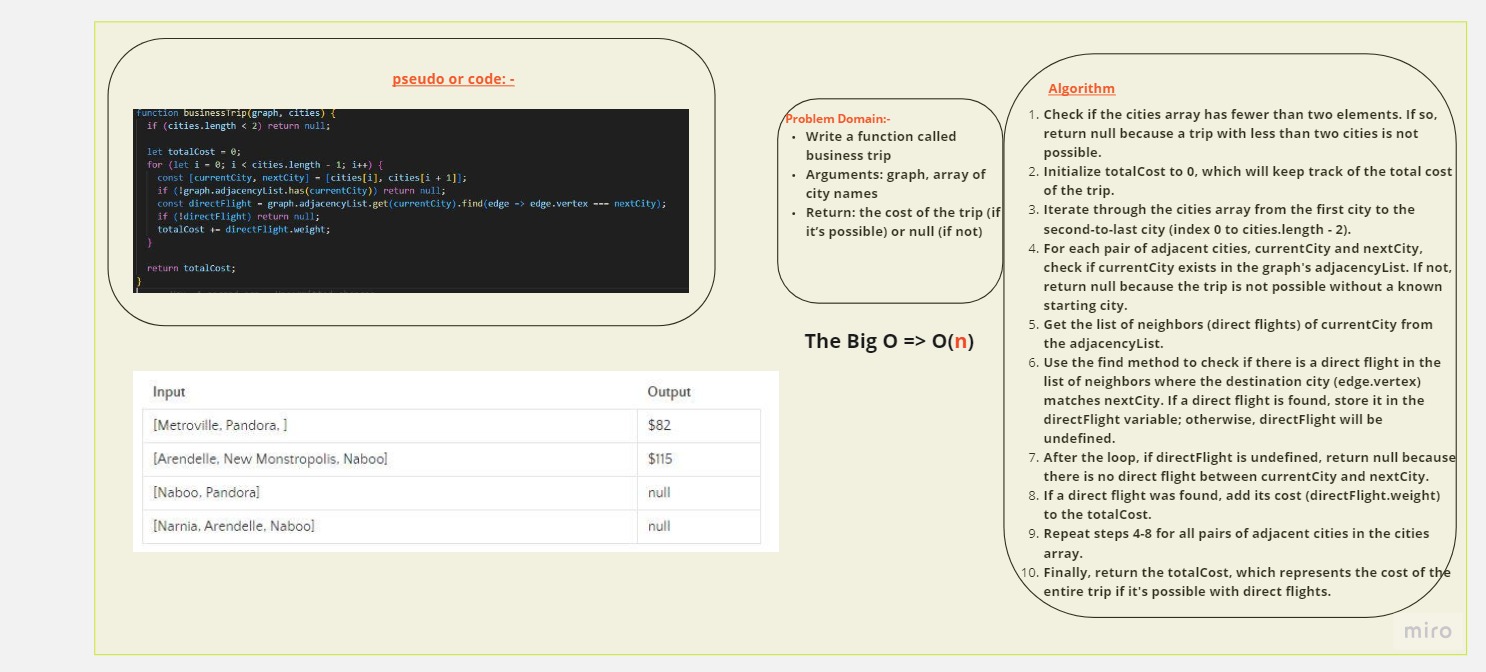 pseudo or code: -
function businessTrip(graph, cities) {
if (cities.length < 2) return null;
let totalCost = 0;
for (let i = 0; i < cities.length - 1; i++) {
const [currentCity, nextCity] = [cities[i], cities[i + 1]];
if (!graph.adjacencyList.has(currentCity)) return null;
const directFlight = graph.adjacencyList.get(currentCity).find(edge => edge.vertex === nextCity);
if (!directFlight) return null;
totalCost += directFlight.weight;
}
return totalCost;
}
Input Output
[Metroville, Pandora, ] $82
[Arendelle, New Monstropolis, Naboo] $115
[Naboo, Pandora] null
[Narnia, Arendelle, Naboo] null
Problem Domain:-
• Write a function called
business trip
• Arguments: graph, array of
city names
• Return: the cost of the trip (if
it's possible) or null (if not)
The Big O => O(n)
Algorithm
1. Check if the cities array has fewer than two elements. If so,
return null because a trip with less than two cities is not
possible.
2. Initialize totalCost to 0, which will keep track of the total cost
of the trip.
3. Iterate through the cities array from the first city to the
second-to-last city (index 0 to cities.length - 2).
4. For each pair of adjacent cities, currentCity and nextCity,
check if currentCity exists in the graph's adjacencyList. If not,
return null because the trip is not possible without a known
starting city.
5. Get the list of neighbors (direct flights) of currentCity from
the adjacencyList.
6. Use the find method to check if there is a direct flight in the
list of neighbors where the destination city (edge.vertex)
matches nextCity. If a direct flight is found, store it in the
directFlight variable; otherwise, directFlight will be
undefined.
7. After the loop, if directFlight is undefined, return null because
there is no direct flight between currentCity and nextCity.
8. If a direct flight was found, add its cost (directFlight.weight)
to the totalCost.
9. Repeat steps 4-8 for all pairs of adjacent cities in the cities
array.
10. Finally, return the totalCost, which represents the cost of the
entire trip if it's possible with direct flights.
miro